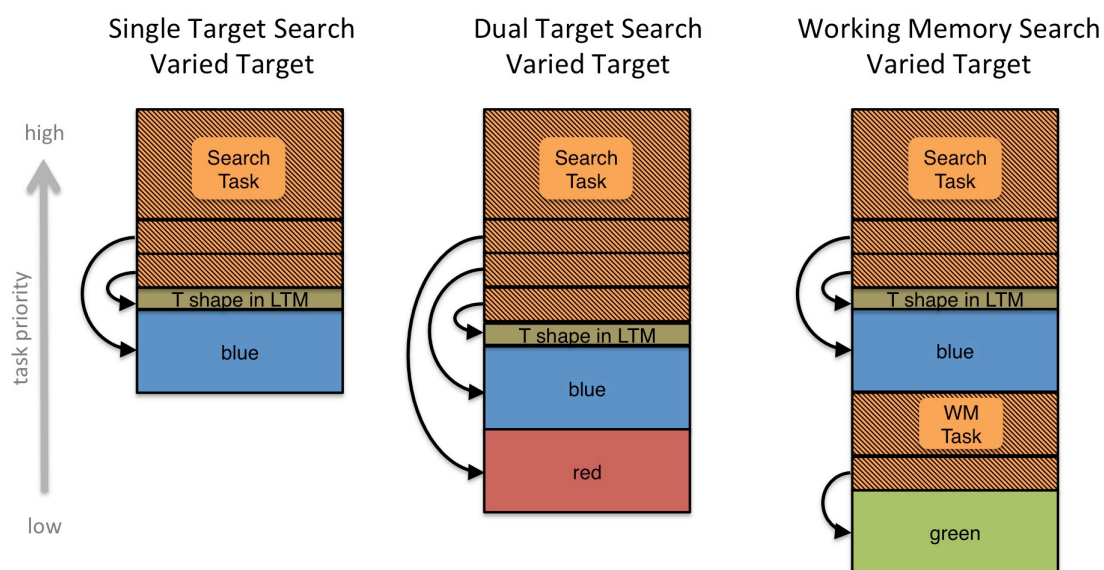 Single Target Search
Varied Target
Dual Target Search
Varied Target
Working Memory Search
Varied Target
high
task priority
low
Search
Task
T shape in LTM
blue
Search
Task
T shape in LTM
blue
red
Search
Task
T shape in LTM
blue
WM
Task
green